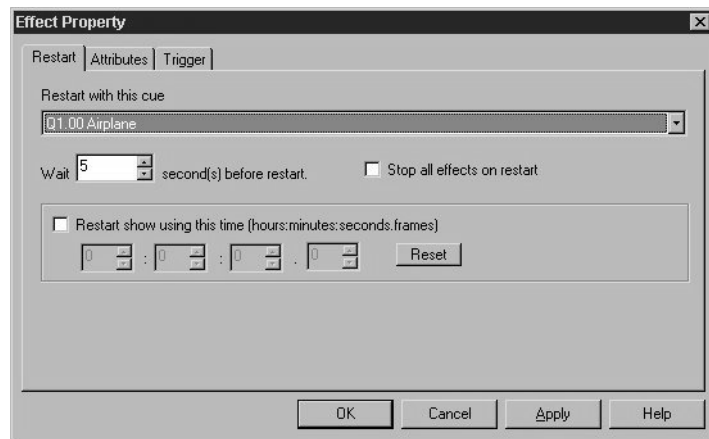 Effect Property
Restart Attributes Trigger
Restart with this cue
Q1.00 Airplane
Wait 5 second(s) before restart. Stop all effects on restart
Restart show using this time (hours:minutes:seconds.frames)
0 : 0 : 0 . 0 Reset
OK Cancel Apply Help